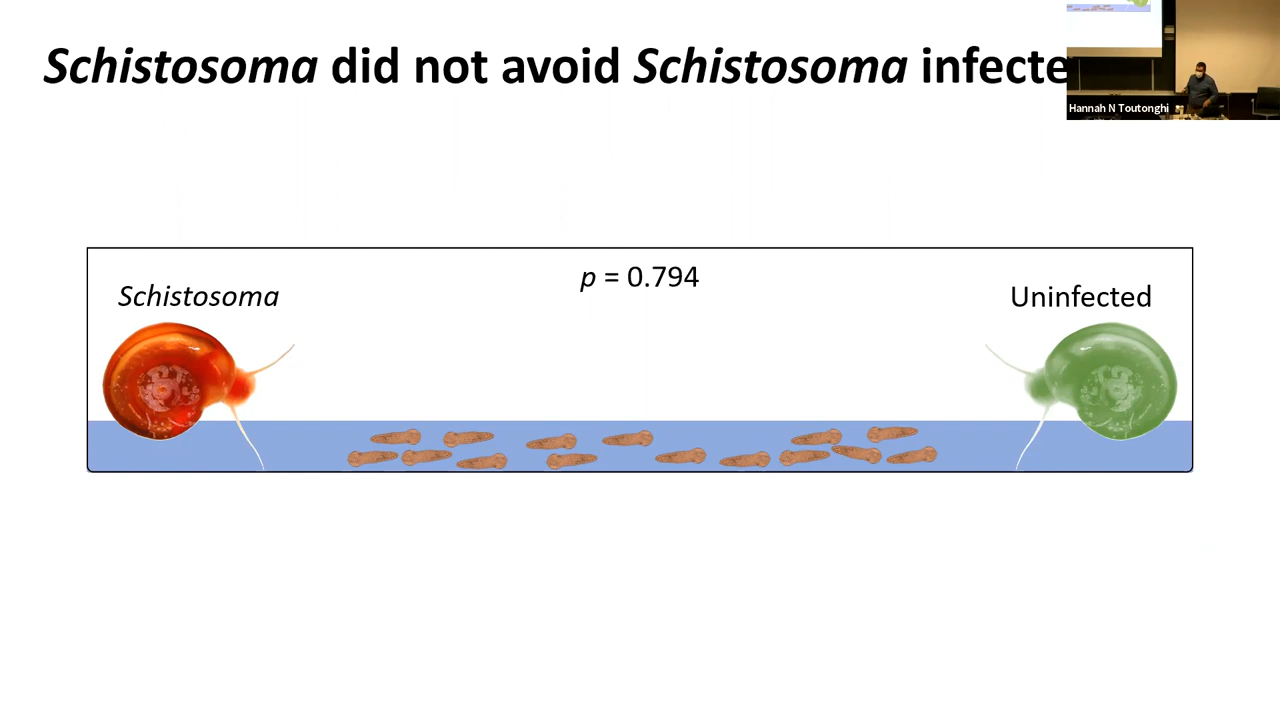 Schistosoma did not avoid Schistosoma infecte
Hannah N Toutonghi
p = 0.794
Schistosoma
Uninfected